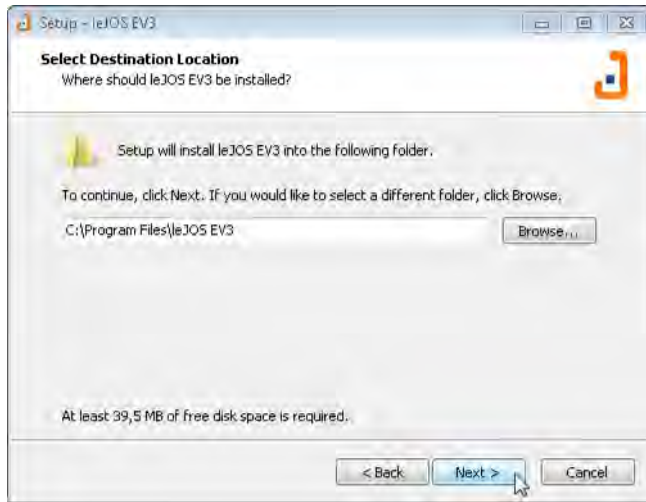 Setup - leJOS EV3
Select Destination Location
Where should leJOS EV3 be installed?
Setup will install leJOS EV3 into the following folder.
To continue, click Next. If you would like to select a different folder, click Browse.
C:\Program Files\leJOS EV3
Browse...
At least 39,5 MB of free disk space is required.
< Back
Next >
Cancel